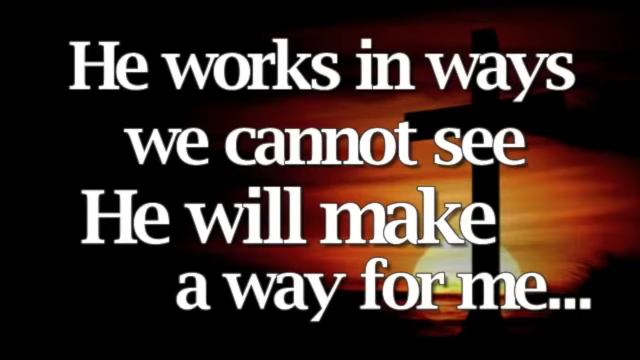 He works in ways
we cannot see
He will make
a way for me...